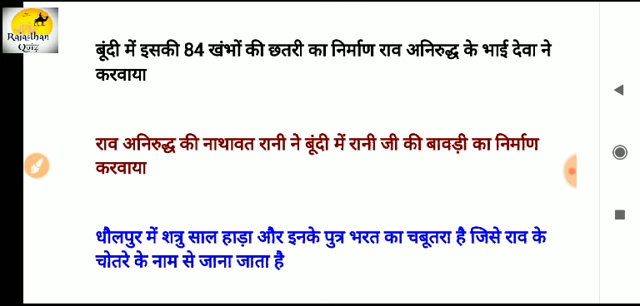 Rajasthan
Quiz
बूंदी में इसकी 84 खंभों की छतरी का निर्माण राव अनिरुद्ध के भाई देवा ने
करवाया
राव अनिरुद्ध की नाथावत रानी ने बूंदी में रानी जी की बावड़ी का निर्माण
करवाया
धौलपुर में शत्रु साल हाड़ा और इनके पुत्र भरत का चबूतरा है जिसे राव के
चोतरे के नाम से जाना जाता है